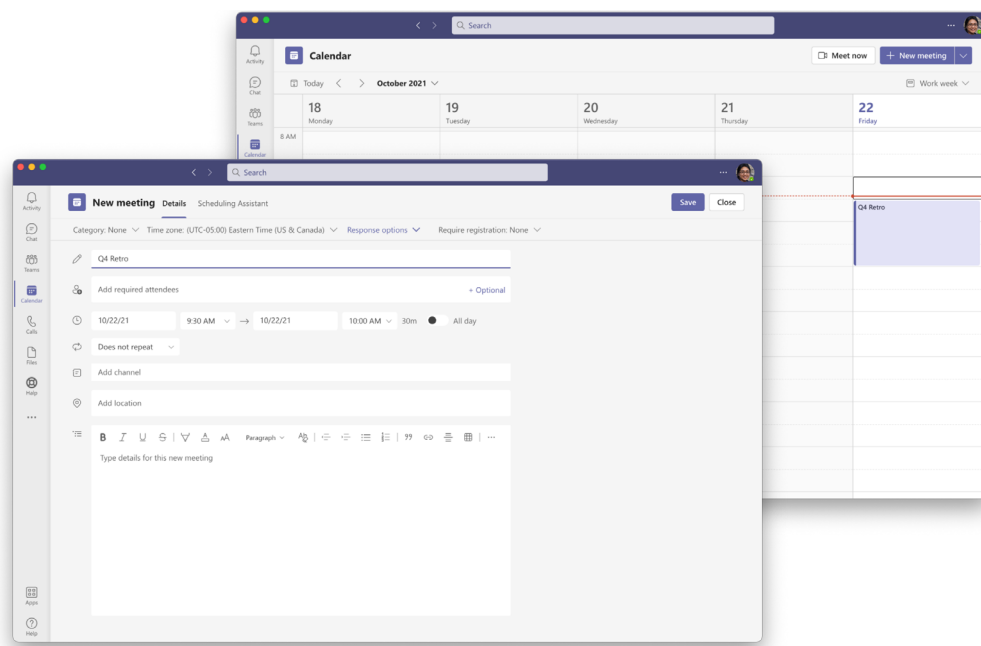 Search
Activity
Chat
Teams
Calendar
Calendar
Meet now
+ New meeting
Today
October 2021
Work week
18
Monday
19
Tuesday
20
Wednesday
21
Thursday
22
Friday
8 AM
Q4 Retro
Search
Activity
Chat
Teams
Calendar
Calls
Files
Help
...
Apps
Help
New meeting Details Scheduling Assistant
Save Close
Category: None Time zone: (UTC-05:00) Eastern Time (US & Canada) Response options Require registration: None
Q4 Retro
Add required attendees + Optional
10/22/21 9:30 AM → 10/22/21 10:00 AM 30m All day
Does not repeat
Add channel
Add location
B I U S A AA Paragraph Ab
Type details for this new meeting